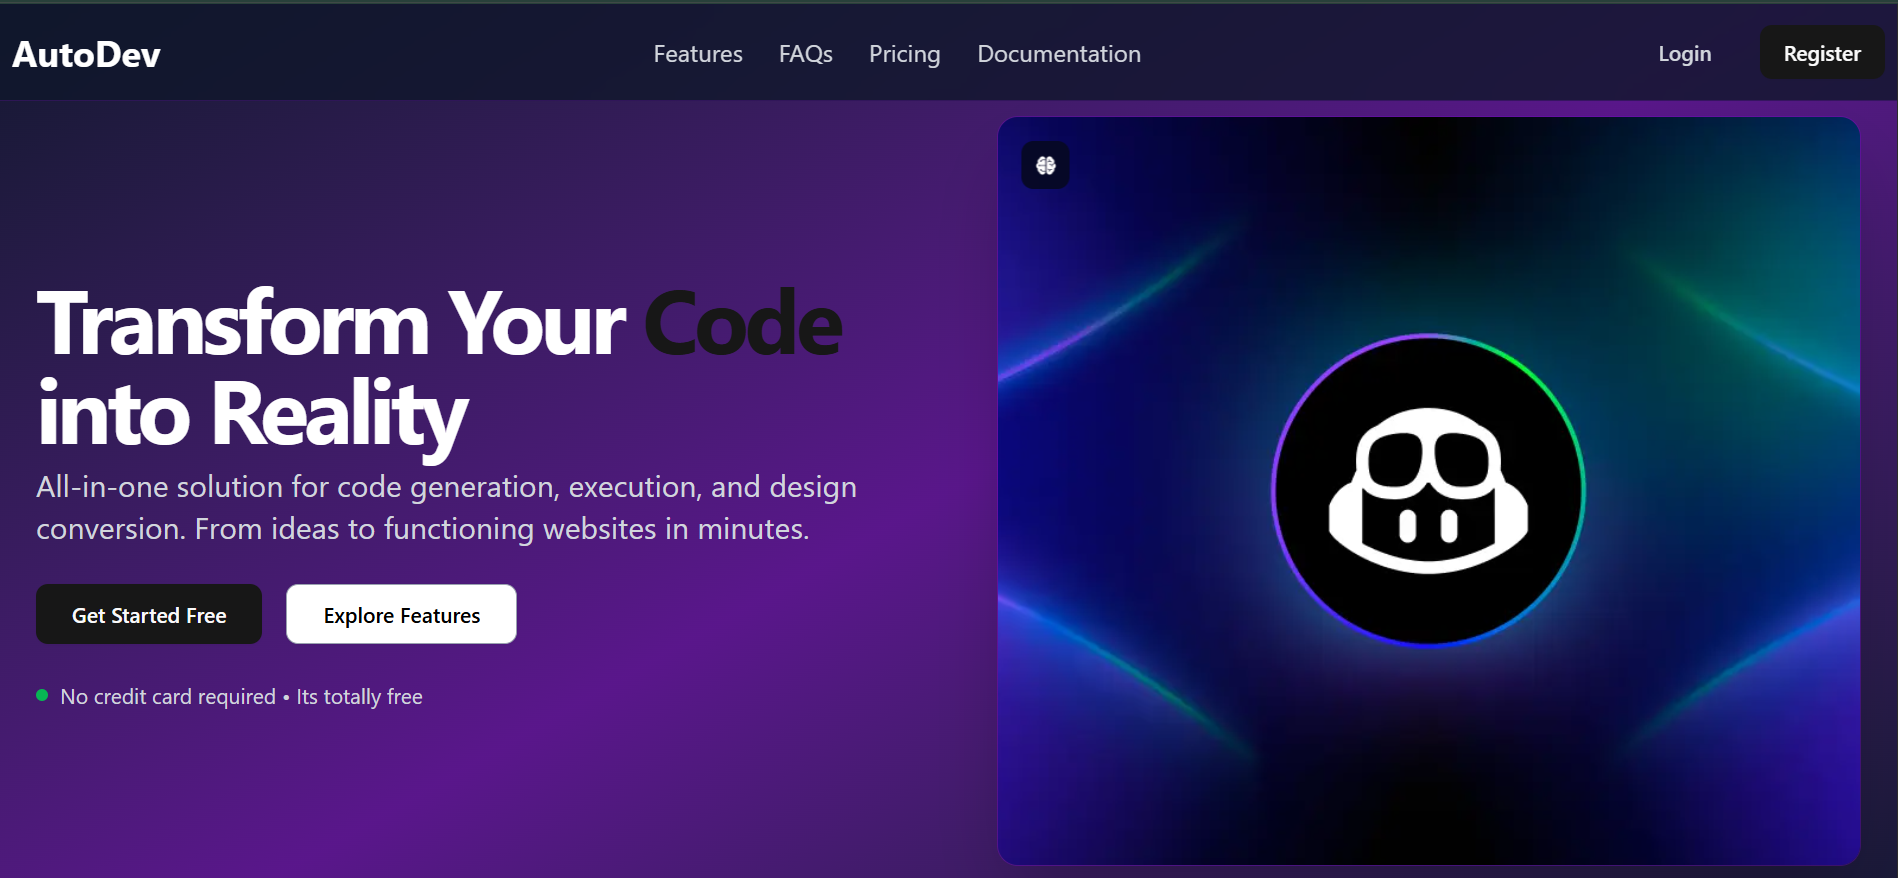 AutoDev
Features
FAQs
Pricing
Documentation
Login
Register
Transform Your Code
into Reality
All-in-one solution for code generation, execution, and design
conversion. From ideas to functioning websites in minutes.
Get Started Free
Explore Features
No credit card required • Its totally free